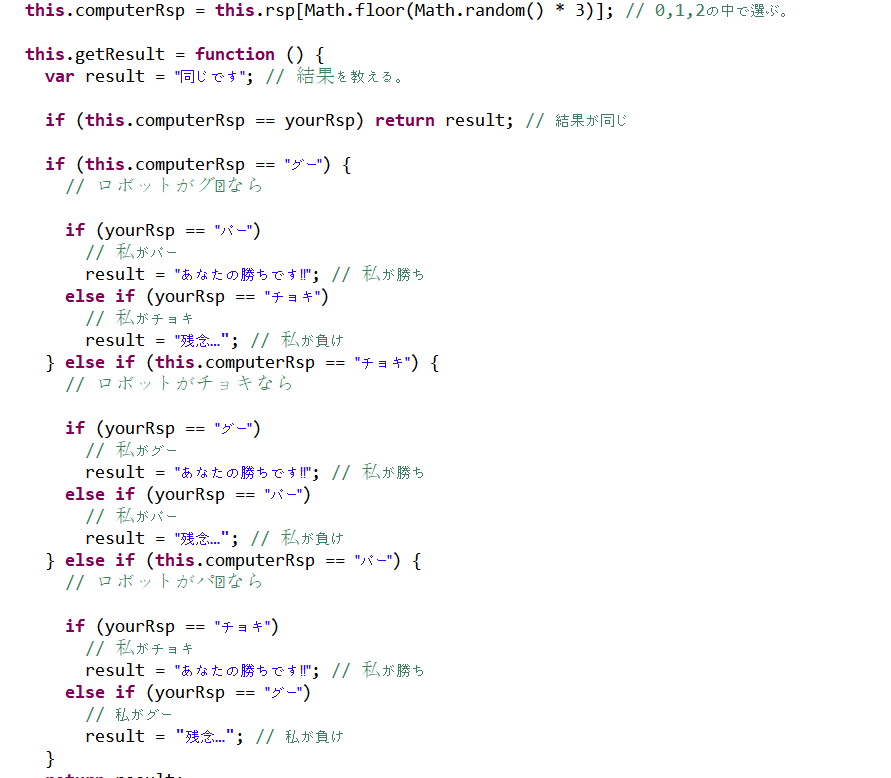 this.computerRsp = this.rsp[Math.floor(Math.random() * 3)]; // 0,1,2の中で選ぶ。
this.getResult = function () {
var result = "同じです"; // 結果を教える。
if (this.computerRsp == yourRsp) return result; // 結果が同じ
if (this.computerRsp == "グー") {
// ロボットがグ�なら
if (yourRsp == "パー")
// 私がパー
result = "あなたの勝ちです!!"; // 私が勝ち
else if (yourRsp == "チョキ")
// 私がチョキ
result = "残念…"; // 私が負け
} else if (this.computerRsp == "チョキ") {
// ロボットがチョキなら
if (yourRsp == "グー")
// 私がグー
result = "あなたの勝ちです!!"; // 私が勝ち
else if (yourRsp == "パー")
// 私がパー
result = "残念…"; // 私が負け
} else if (this.computerRsp == "パー") {
// ロボットがパ�なら
if (yourRsp == "チョキ")
// 私がチョキ
result = "あなたの勝ちです!!"; // 私が勝ち
else if (yourRsp == "グー")
// 私がグー
result = "残念…"; // 私が負け
}
return result;